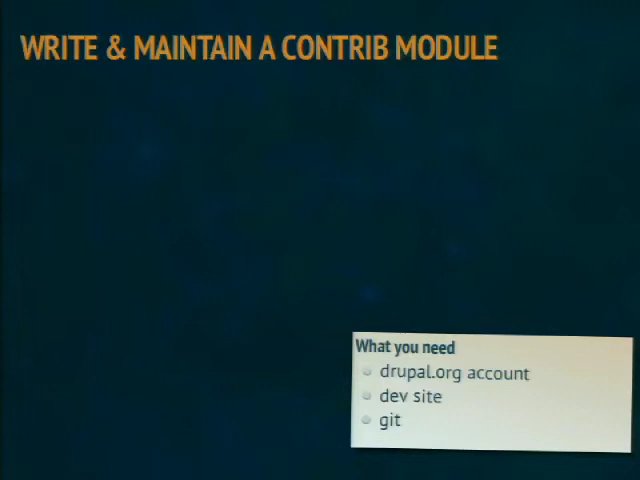 WRITE & MAINTAIN A CONTRIB MODULE
What you need
drupal.org account
dev site
git